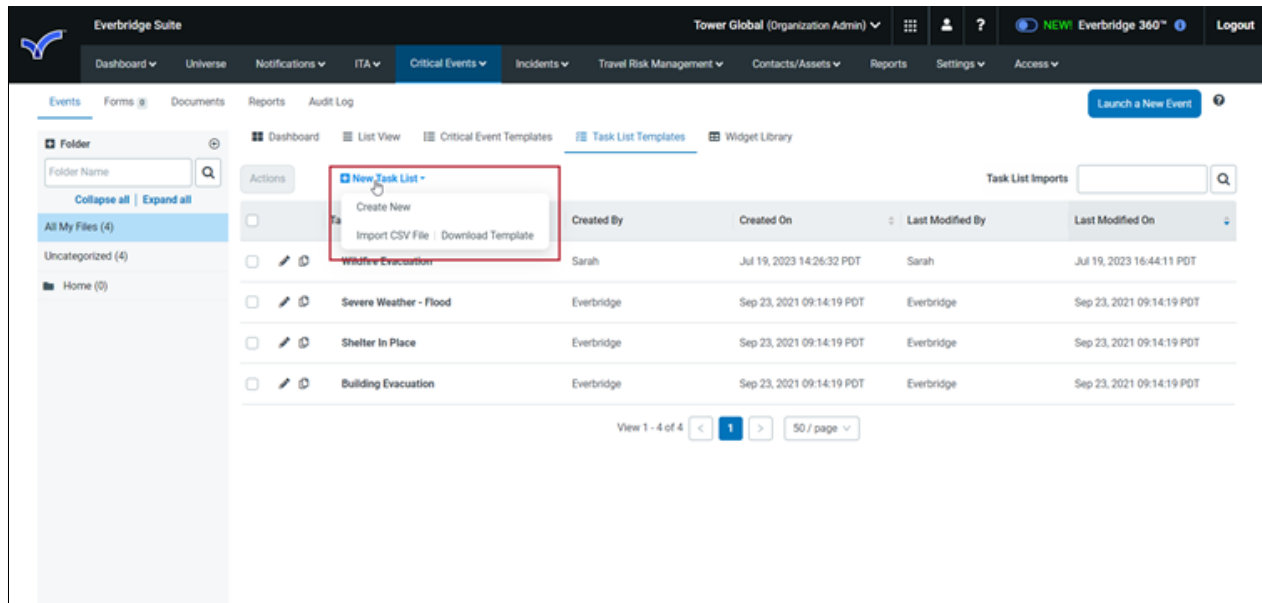 Everbridge Suite
Tower Global (Organization Admin)
?
NEW! Everbridge 360™
Logout
Dashboard Universe Notifications ITA Critical Events Incidents Travel Risk Management Contacts/Assets Reports Settings Access
Events Forms 0 Documents Reports Audit Log
Launch a New Event
Folder
Dashboard List View Critical Event Templates Task List Templates Widget Library
Folder Name
Collapse all | Expand all
Actions
New Task List
Task List Imports
Create New
Import CSV File | Download Template
All My Files (4)
Uncategorized (4)
Home (0)
Ta Created By Created On Last Modified By Last Modified On
Wildfire Evacuation Sarah Jul 19, 2023 14:26:32 PDT Sarah Jul 19, 2023 16:44:11 PDT
Severe Weather - Flood Everbridge Sep 23, 2021 09:14:19 PDT Everbridge Sep 23, 2021 09:14:19 PDT
Shelter In Place Everbridge Sep 23, 2021 09:14:19 PDT Everbridge Sep 23, 2021 09:14:19 PDT
Building Evacuation Everbridge Sep 23, 2021 09:14:19 PDT Everbridge Sep 23, 2021 09:14:19 PDT
View 1 - 4 of 4 < 1 > 50 / page